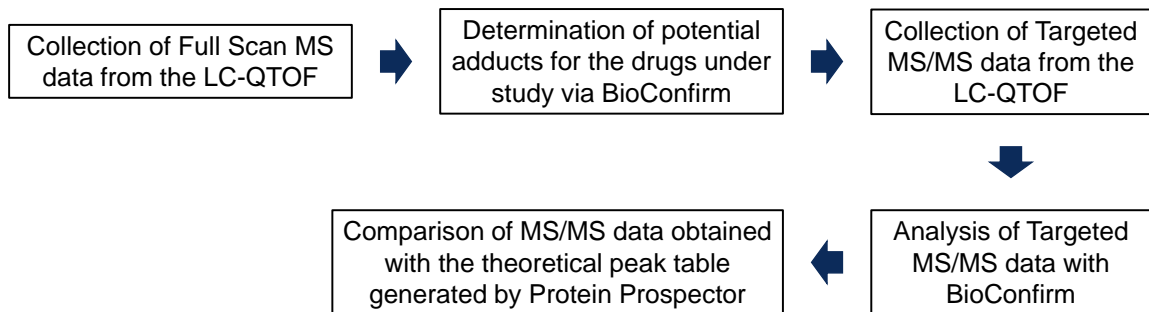 Collection of Full Scan MS
data from the LC-QTOF
Determination of potential
adducts for the drugs under
study via BioConfirm
Collection of Targeted
MS/MS data from the
LC-QTOF
Analysis of Targeted
MS/MS data with
BioConfirm
Comparison of MS/MS data obtained
with the theoretical peak table
generated by Protein Prospector